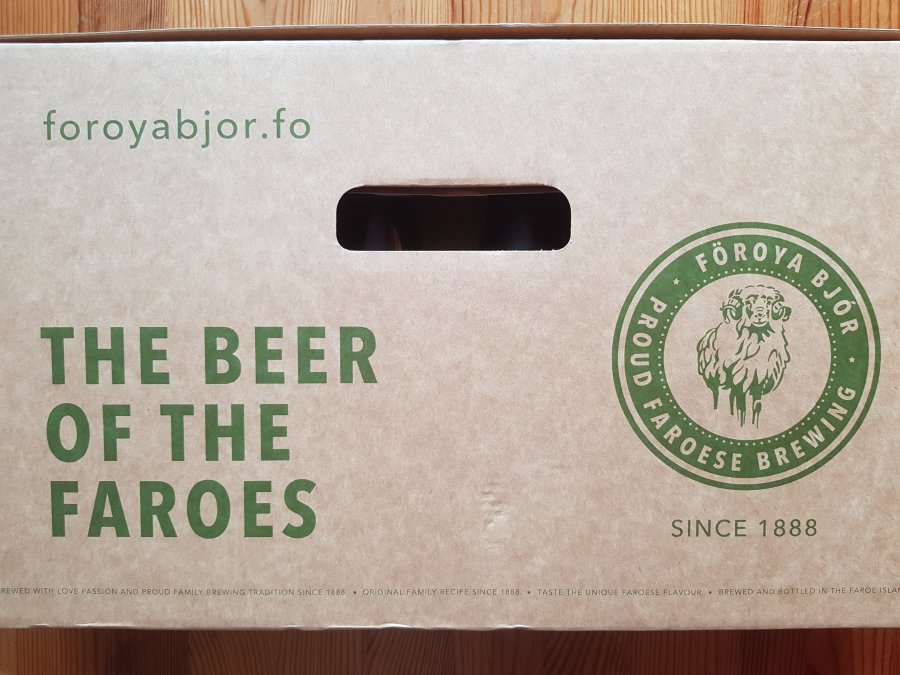 foroyabjor.fo
THE BEER
OF THE
FAROES
FÖROYA BJÓR
PROUD FAROESE BREWING
SINCE 1888
REWED WITH LOVE PASSION AND PROUD FAMILY BREWING TRADITION SINCE 1888. • ORIGINAL FAMILY RECIPE SINCE 1888. • TASTE THE UNIQUE FAROESE FLAVOUR. • BREWED AND BOTTLED IN THE FAROE ISLAN